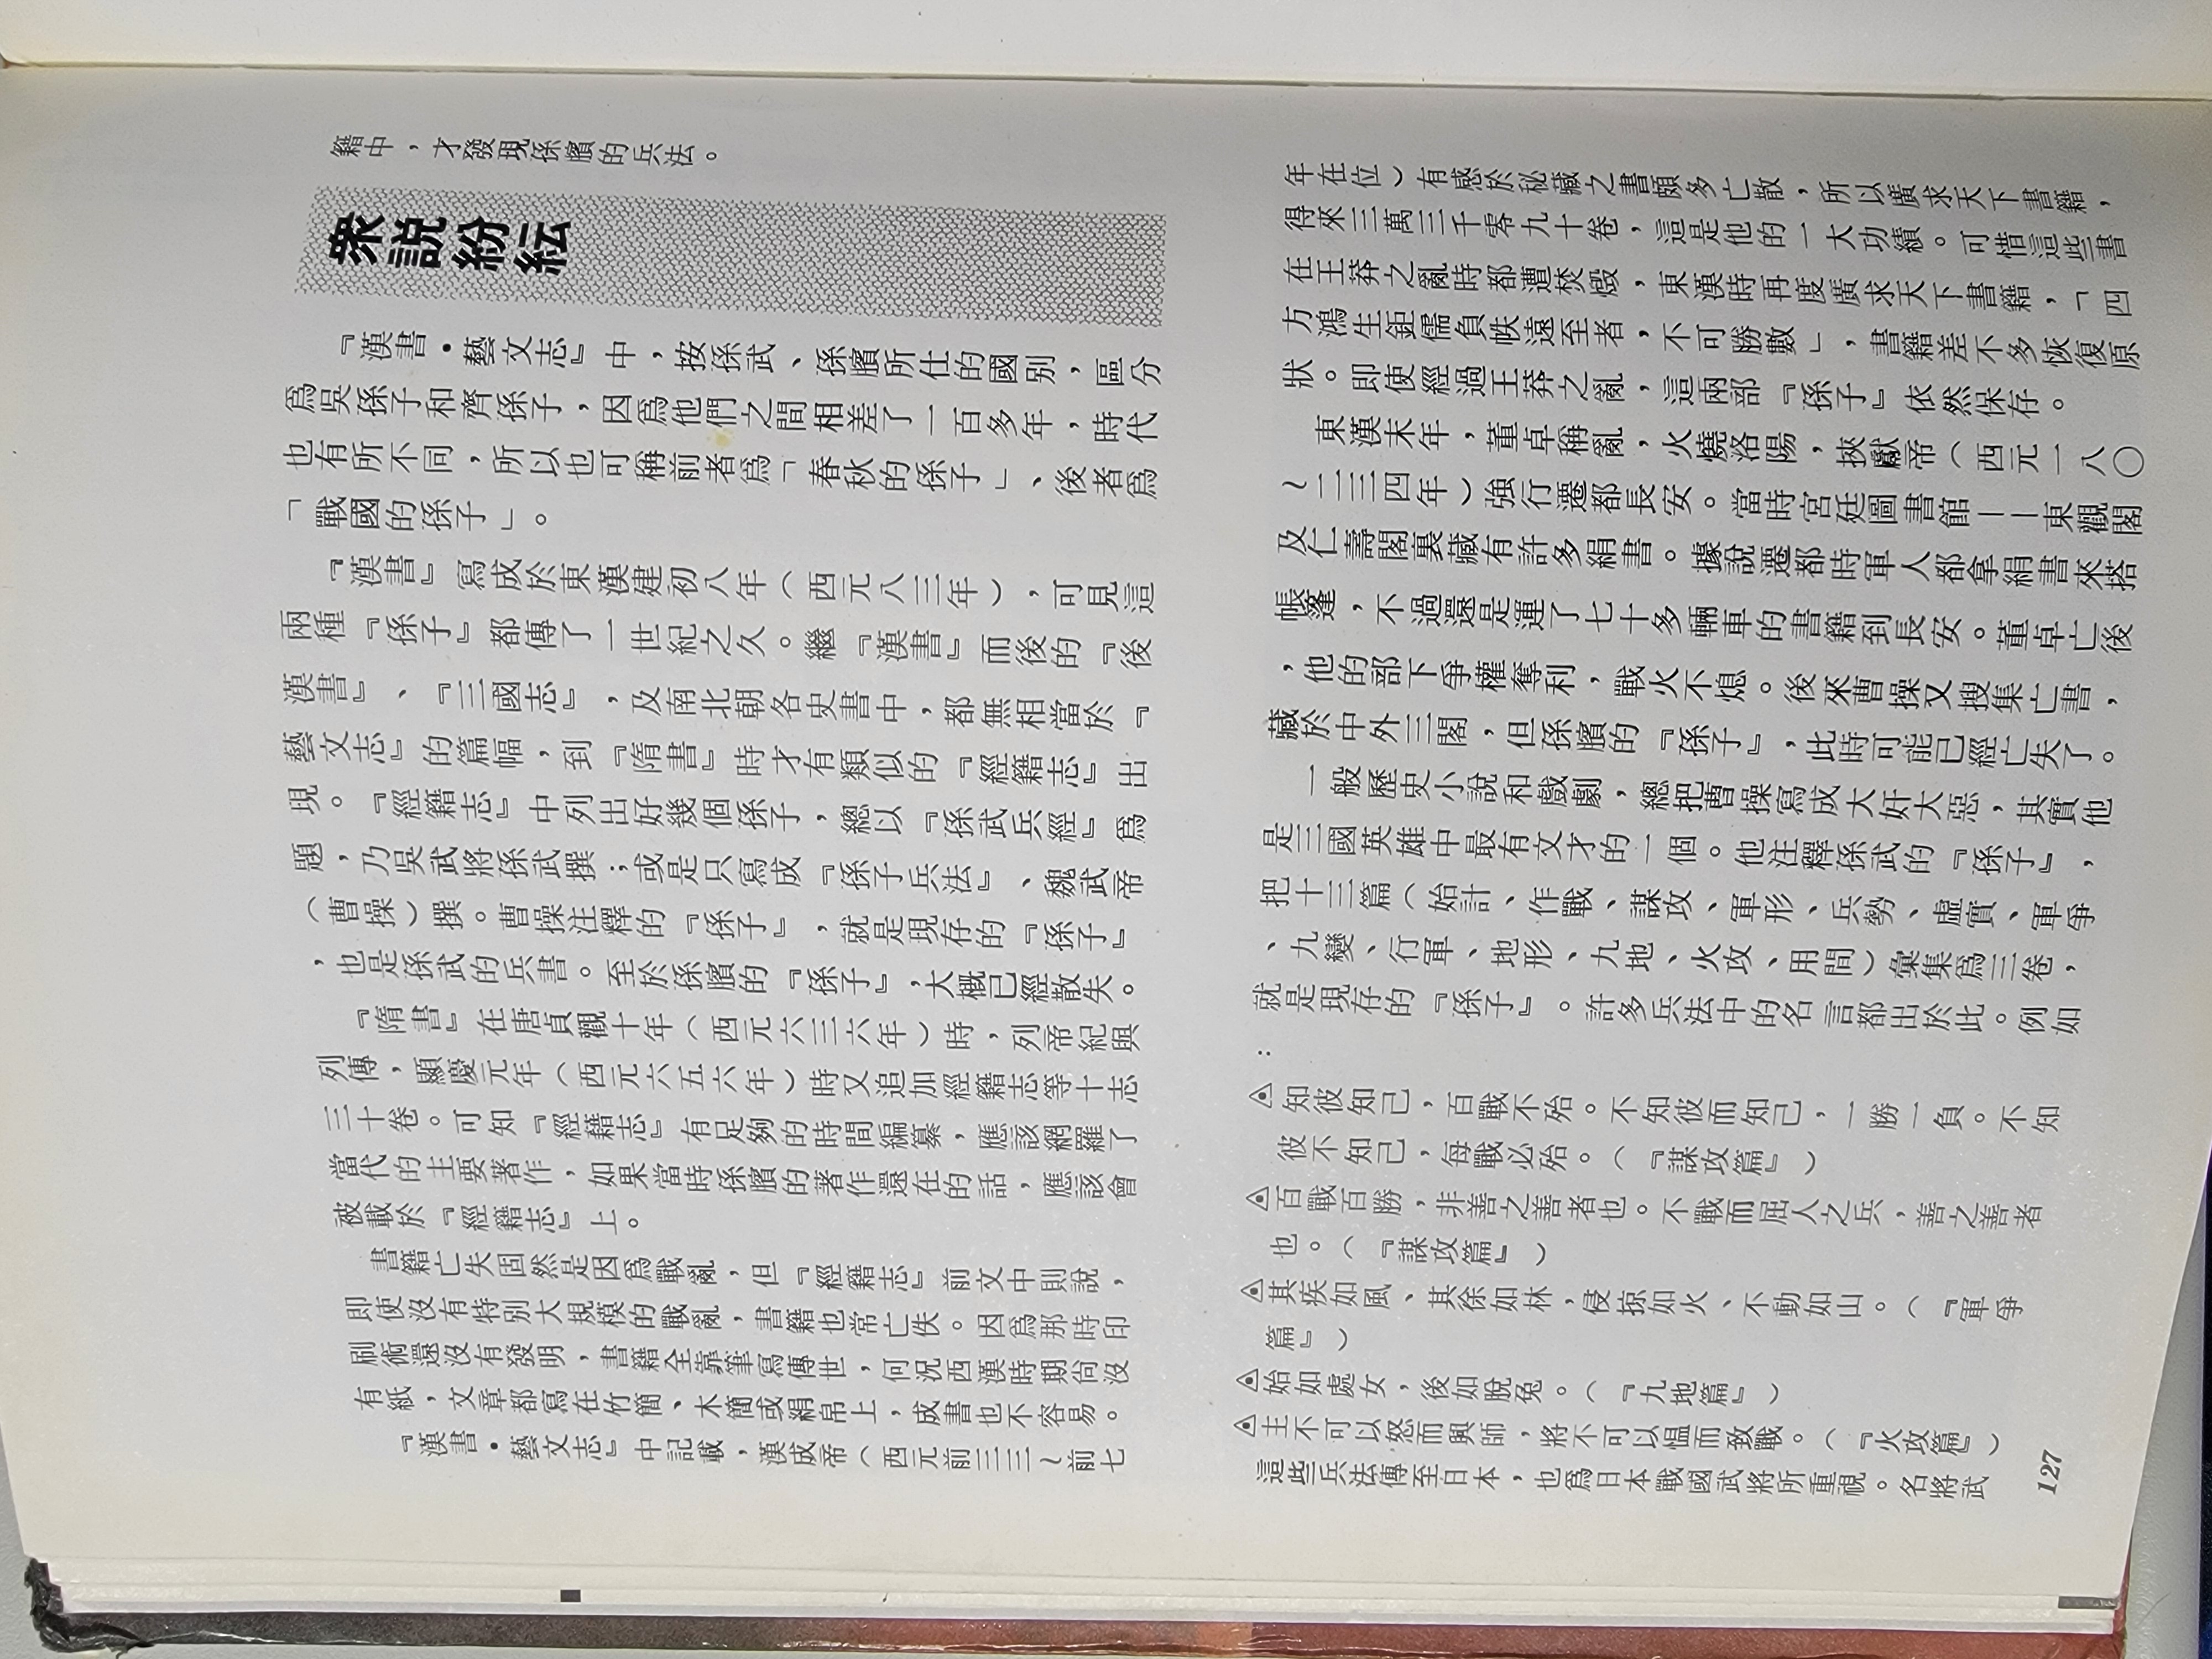 籍中，才發現孫臏的兵法。
衆説紛紜
『漢書·藝文志』中，按孫武、孫臏所仕的國別，區分
爲吳孫子和齊孫子，因爲他們之間相差了一百多年，時代
也有所不同，所以也可稱前者爲「春秋的孫子」、後者爲
「戰國的孫子」。
『漢書』寫成於東漢建初八年（西元八三年），可見這
兩種『孫子』都傳了一世紀之久。繼『漢書』而後的『後
漢書』、『三國志』，及南北朝各史書中，都無相當於『
藝文志』的篇幅，到『隋書』時才有類似的『經籍志』出
現。『經籍志』中列出好幾個孫子，總以『孫武兵經』爲
題，乃吳武將孫武撰；或是只寫成『孫子兵法』、魏武帝
（曹操）撰。曹操注釋的『孫子』，就是現存的『孫子』
，也是孫武的兵書。至於孫臏的『孫子』，大概已經散失。
『隋書』在唐貞觀十年（西元六三六年）時，列帝紀與
列傳，顯慶元年（西元六五六年）時又追加經籍志等十志
三十卷。可知『經籍志』有足夠的時間編纂，應該網羅了
當代的主要著作，如果當時孫臏的著作還在的話，應該會
被載於『經籍志』上。
書籍亡失固然是因爲戰亂，但『經籍志』前文中則說，
即使沒有特別大規模的戰亂，書籍也常亡佚。因爲那時印
刷術還沒有發明，書籍全靠筆寫傳世，何況西漢時期尙沒
有紙，文章都寫在竹簡、木簡或絹帛上，成書也不容易。
『漢書·藝文志』中記載，漢成帝（西元前三三～前七
年在位）有感於秘藏之書頗多亡散，所以廣求天下書籍，
得來三萬三千零九十卷，這是他的一大功績。可惜這些書
在王莽之亂時都遭焚燬，東漢時再度廣求天下書籍，「四
方鴻生鉅儒負帙遠至者，不可勝數」，書籍差不多恢復原
狀。即使經過王莽之亂，這兩部『孫子』依然保存。
東漢末年，董卓稱亂，火燒洛陽，挾獻帝（西元一八〇
～二三四年）強行遷都長安。當時宮廷圖書館——東觀閣
及仁壽閣裏藏有許多絹書。據說遷都時軍人都拿絹書來搭
帳篷，不過還是運了七十多輛車的書籍到長安。董卓亡後
，他的部下爭權奪利，戰火不熄。後來曹操又搜集亡書，
藏於中外三閣，但孫臏的『孫子』，此時可能已經亡失了。
一般歷史小說和戲劇，總把曹操寫成大奸大惡，其實他
是三國英雄中最有文才的一個。他注釋孫武的『孫子』，
把十三篇（始計、作戰、謀攻、軍形、兵勢、虛實、軍爭
、九變、行軍、地形、九地、火攻、用間）彙集爲三卷，
就是現存的『孫子』。許多兵法中的名言都出於此。例如
：
知彼知己，百戰不殆。不知彼而知己，一勝一負。不知
彼不知己，每戰必殆。（『謀攻篇』）
百戰百勝，非善之善者也。不戰而屈人之兵，善之善者
也。（『謀攻篇』）
其疾如風、其徐如林，侵掠如火、不動如山。（『軍爭
篇』）
始如處女，後如脫兔。（『九地篇』）
主不可以怒而興師，將不可以慍而致戰。（『火攻篇』）
這些兵法傳至日本，也爲日本戰國武將所重視。名將武
127